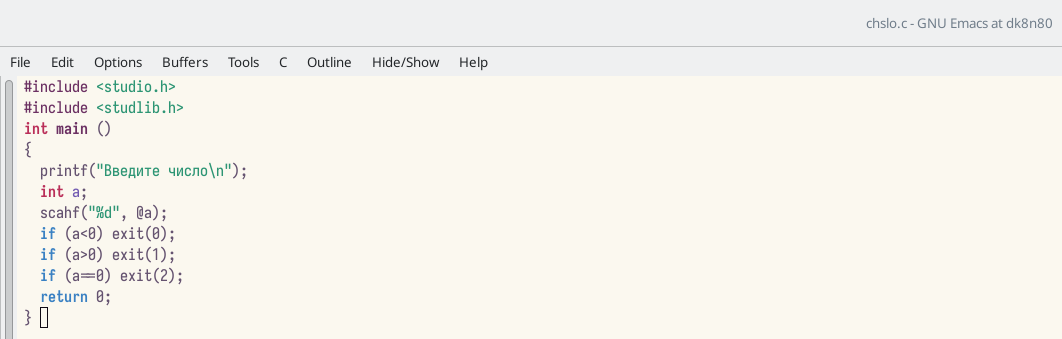 chslo.c - GNU Emacs at dk8n80
File Edit Options Buffers Tools C Outline Hide/Show Help
#include <studio.h>
#include <studlib.h>
int main ()
{
printf("Введите число\n");
int a;
scahf("%d", @a);
if (a<0) exit(0);
if (a>0) exit(1);
if (a==0) exit(2);
return 0;
}